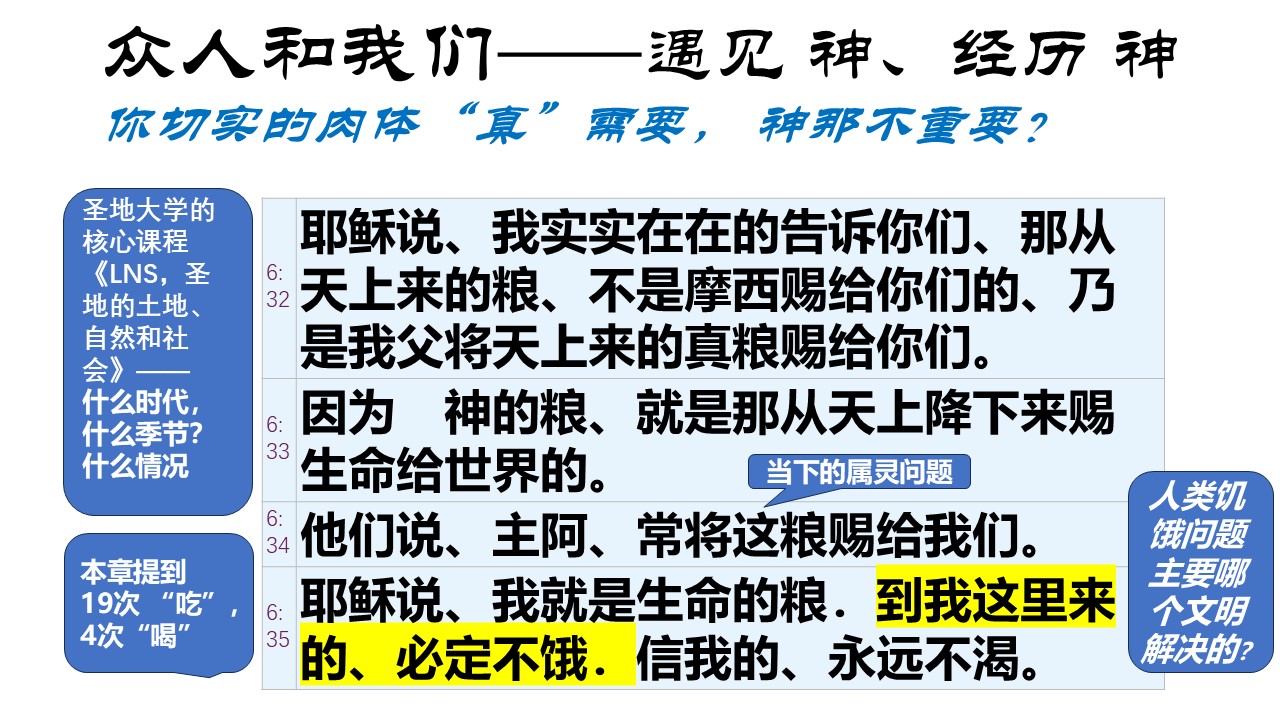 众人和我们——遇见 神、经历 神
你切实的肉体“真”需要， 神那不重要？
圣地大学的
核心课程
《LNS，圣
地的土地、
自然和社
会》——
什么时代，
什么季节？
什么情况
本章提到
19次 “吃”，
4次“喝”
6:
32
耶稣说、我实实在在的告诉你们、那从
天上来的粮、不是摩西赐给你们的、乃
是我父将天上来的真粮赐给你们。
6:
33
因为　神的粮、就是那从天上降下来赐
生命给世界的。
当下的属灵问题
6:
34
他们说、主阿、常将这粮赐给我们。
6:
35
耶稣说、我就是生命的粮．到我这里来
的、必定不饿．信我的、永远不渴。
人类饥
饿问题
主要哪
个文明
解决的?